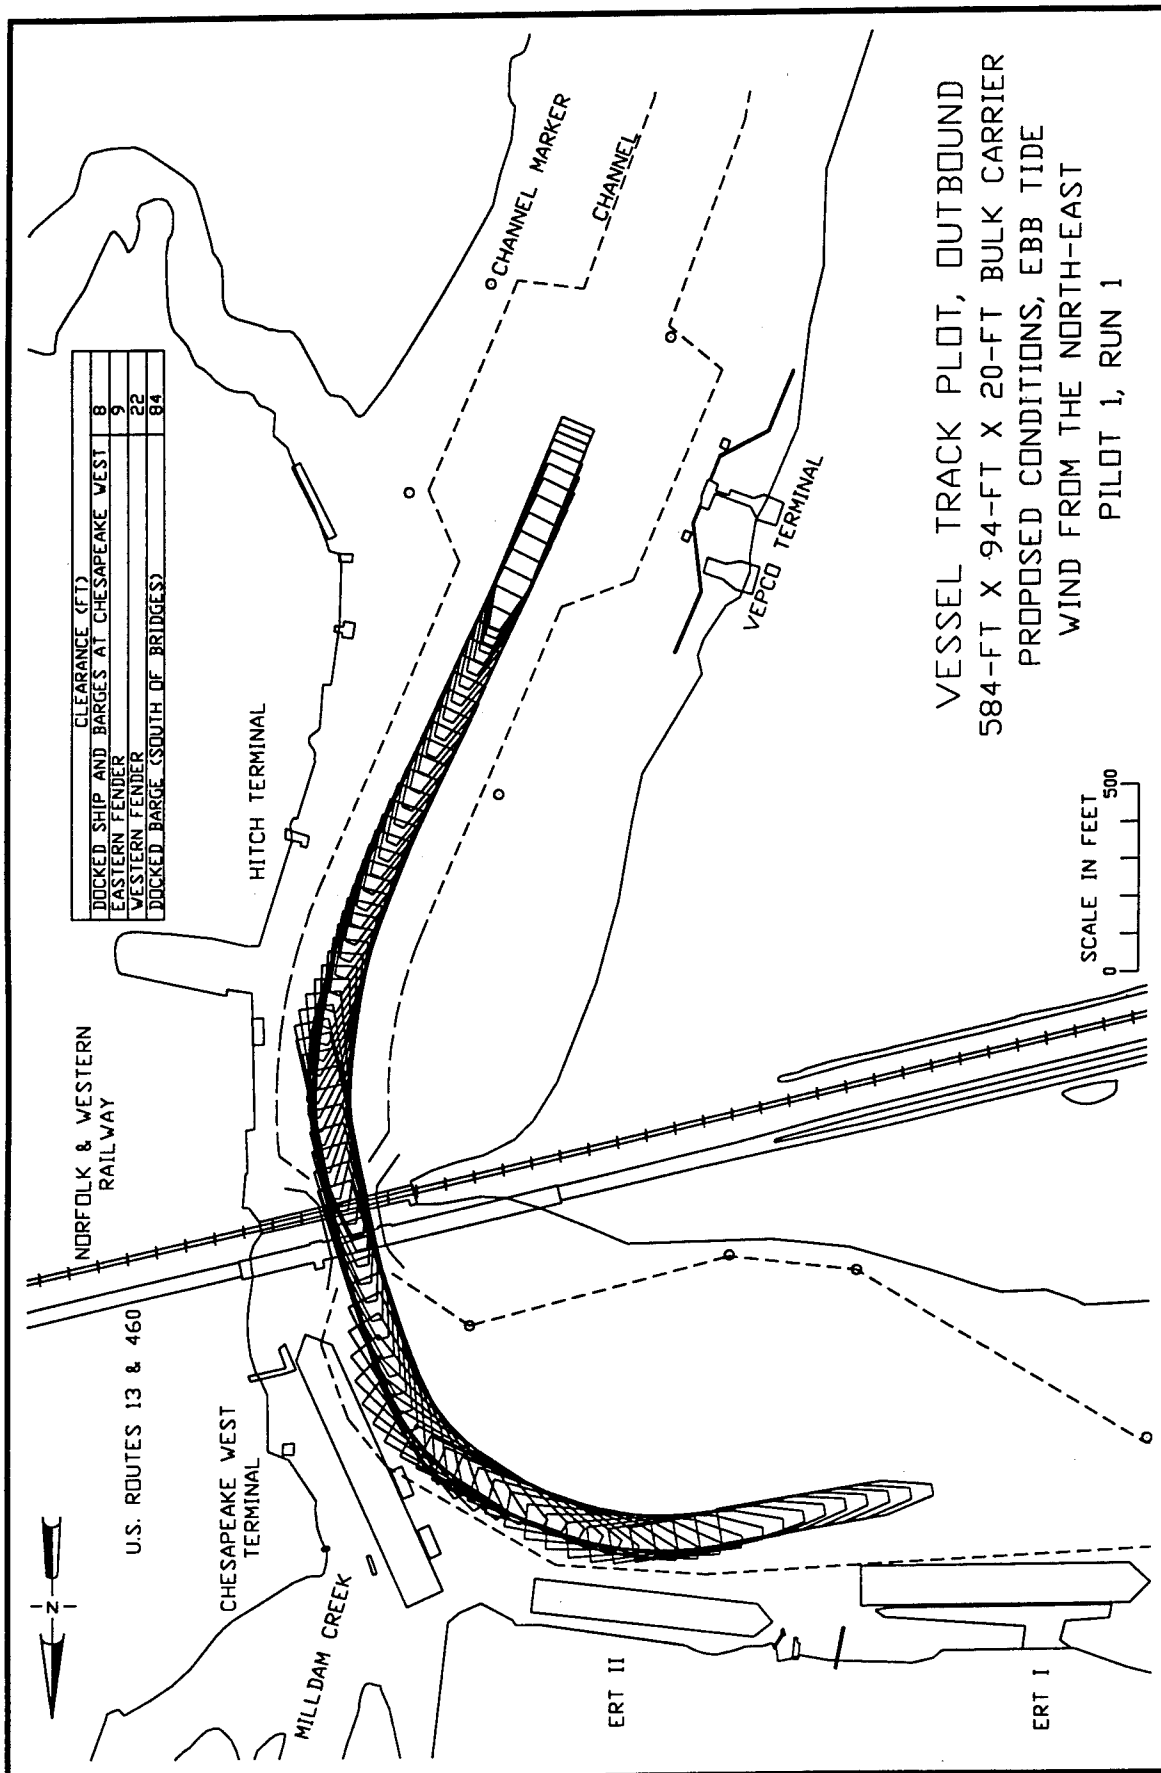 CLEARANCE (FT)
DOCKED SHIP AND BARGES AT CHESAPEAKE WEST 8
EASTERN FENDER 9
WESTERN FENDER 22
DOCKED BARGE (SOUTH OF BRIDGES) 84
N
U.S. ROUTES 13 & 460
NORFOLK & WESTERN
RAILWAY
HITCH TERMINAL
CHANNEL MARKER
CHANNEL
CHESAPEAKE WEST
TERMINAL
MILLDAM CREEK
ERT II
ERT I
VEPCO TERMINAL
SCALE IN FEET
0 500
VESSEL TRACK PLOT, OUTBOUND
584-FT X 94-FT X 20-FT BULK CARRIER
PROPOSED CONDITIONS, EBB TIDE
WIND FROM THE NORTH-EAST
PILOT 1, RUN 1